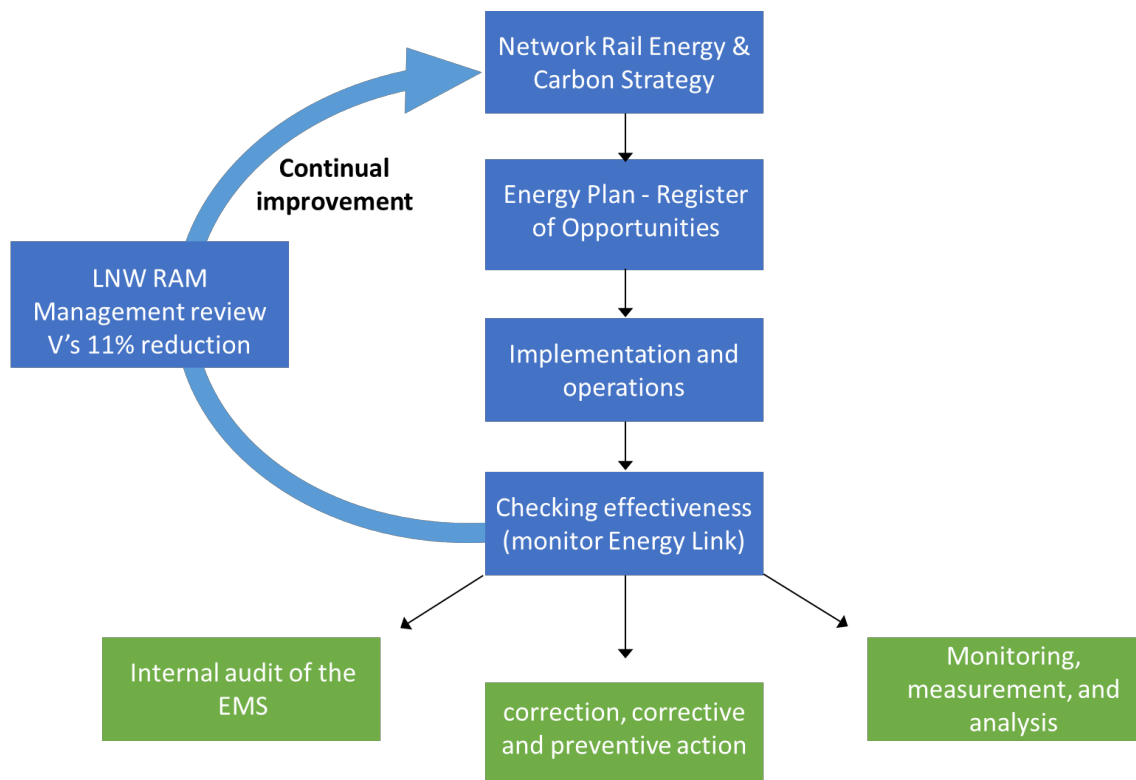 Network Rail Energy &
Carbon Strategy
Continual
improvement
Energy Plan - Register
of Opportunities
LNW RAM
Management review
V’s 11% reduction
Implementation and
operations
Checking effectiveness
(monitor Energy Link)
Internal audit of the
EMS
correction, corrective
and preventive action
Monitoring,
measurement, and
analysis